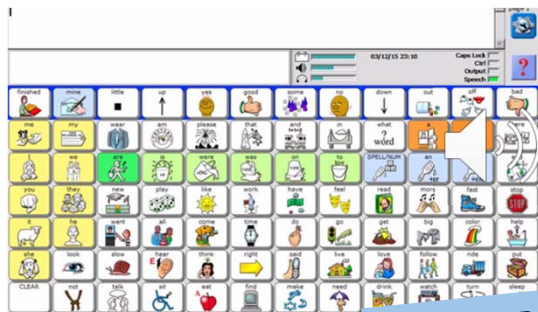 page 1
03/12/15 23:10
Caps Lock
Ctrl
Output
Speech
?
finished mine little up yes good some no down out off bad
me my wear am please that and in what a
word
I we are is were was on to SPELL/NUM an
you they new play like work have feel read more fast stop
STOP
it he want all come time do go get big color help
she look slow hear think right said live love follow ride put
CLEAR not talk sit eat find make need drink watch turn sleep